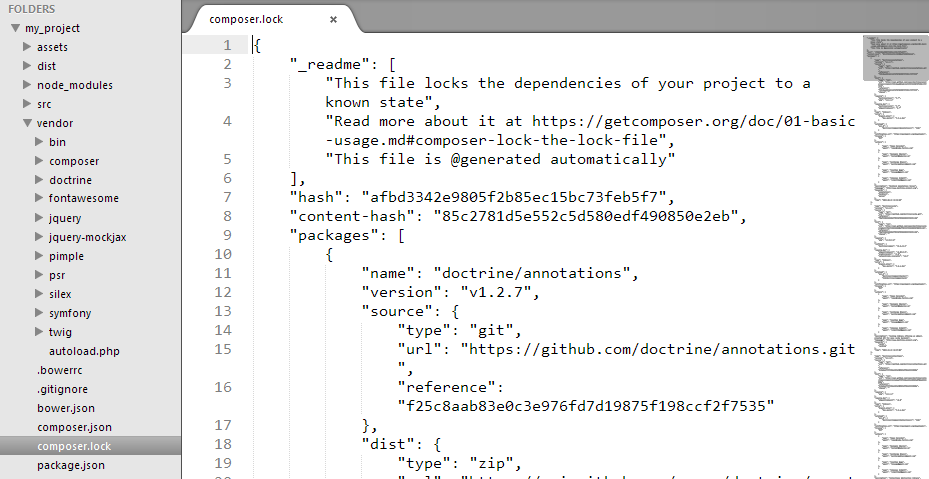 FOLDERS
my_project
assets
dist
node_modules
src
vendor
bin
composer
doctrine
fontawesome
jquery
jquery-mockjax
pimple
psr
silex
symfony
twig
autoload.php
.bowerrc
.gitignore
bower.json
composer.json
composer.lock
package.json
composer.lock ×
1 {
2 "_readme": [
3 "This file locks the dependencies of your project to a
known state",
4 "Read more about it at https://getcomposer.org/doc/01-basic
-usage.md#composer-lock-the-lock-file",
5 "This file is @generated automatically"
6 ],
7 "hash": "afbd3342e9805f2b85ec15bc73feb5f7",
8 "content-hash": "85c2781d5e552c5d580edf490850e2eb",
9 "packages": [
10 {
11 "name": "doctrine/annotations",
12 "version": "v1.2.7",
13 "source": {
14 "type": "git",
15 "url": "https://github.com/doctrine/annotations.git
",
16 "reference":
"f25c8aab83e0c3e976fd7d19875f198ccf2f7535"
17 },
18 "dist": {
19 "type": "zip",